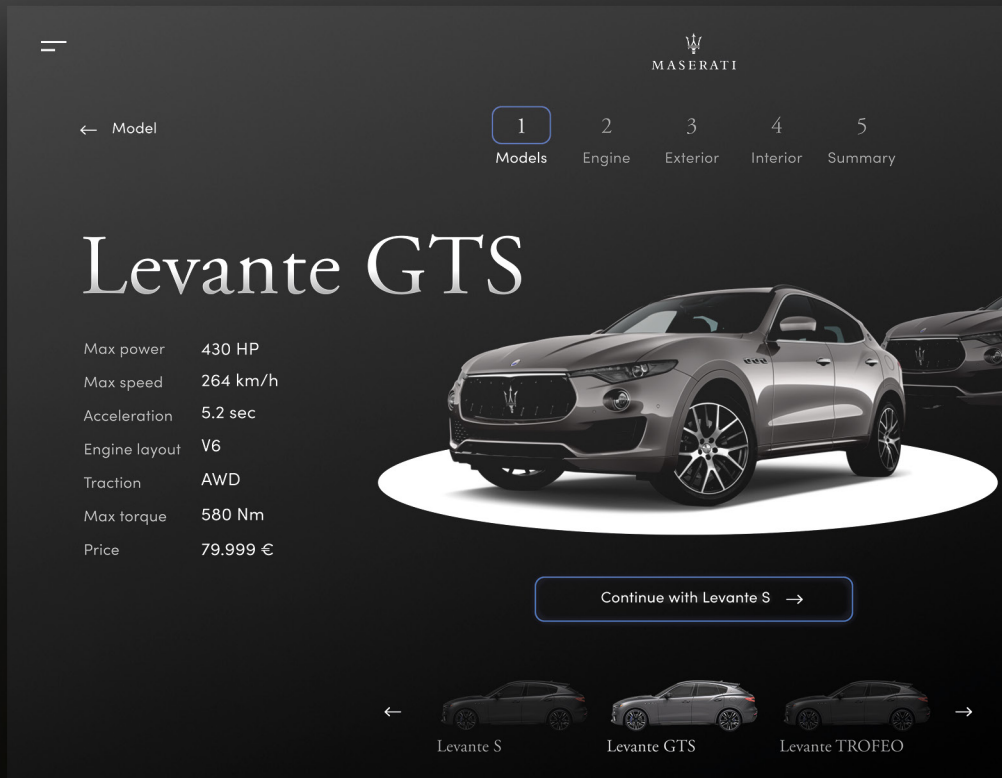 MASERATI
Model
1 2 3 4 5
Models Engine Exterior Interior Summary
Levante GTS
Max power 430 HP
Max speed 264 km/h
Acceleration 5.2 sec
Engine layout V6
Traction AWD
Max torque 580 Nm
Price 79.999 €
Continue with Levante S
Levante S Levante GTS Levante TROFEO